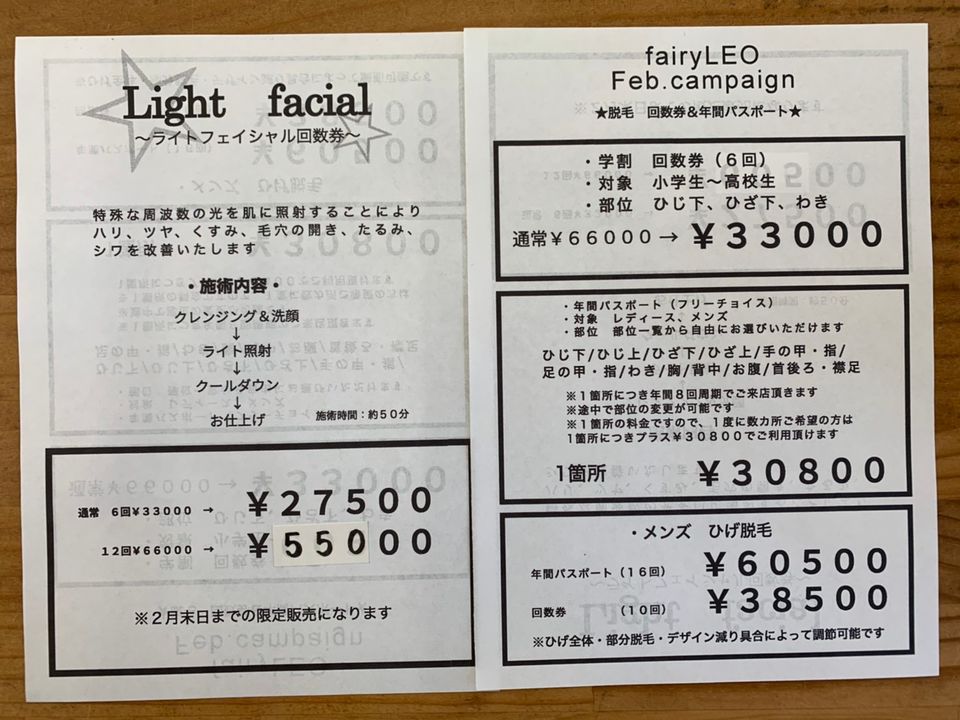 Light facial
～ライトフェイシャル回数券～
特殊な周波数の光を肌に照射することにより
ハリ、ツヤ、くすみ、毛穴の開き、たるみ、
シワを改善いたします
・施術内容・
クレンジング＆洗顔
↓
ライト照射
↓
クールダウン
↓
お仕上げ
施術時間：約５０分
通常 6回¥33000 → ¥27500
12回¥66000 → ¥55000
※２月末日までの限定販売になります
fairyLEO
Feb.campaign
★脱毛 回数券＆年間パスポート★
・学割 回数券（６回）
・対象 小学生～高校生
・部位 ひじ下、ひざ下、わき
通常¥６６０００→ ¥３３０００
・年間パスポート（フリーチョイス）
・対象 レディース、メンズ
・部位 部位一覧から自由にお選びいただけます
ひじ下/ひじ上/ひざ下/ひざ上/手の甲・指/
足の甲・指/わき/胸/背中/お腹/首後ろ・襟足
※１箇所につき年間８回周期でご来店頂きます
※途中で部位の変更が可能です
※１箇所の料金ですので、１度に数カ所ご希望の方は
１箇所につきプラス¥３０８００でご利用頂けます
１箇所 ¥３０８００
・メンズ ひげ脱毛
年間パスポート（１６回） ¥６０５００
回数券 （１０回） ¥３８５００
※ひげ全体・部分脱毛・デザイン減り具合によって調節可能です